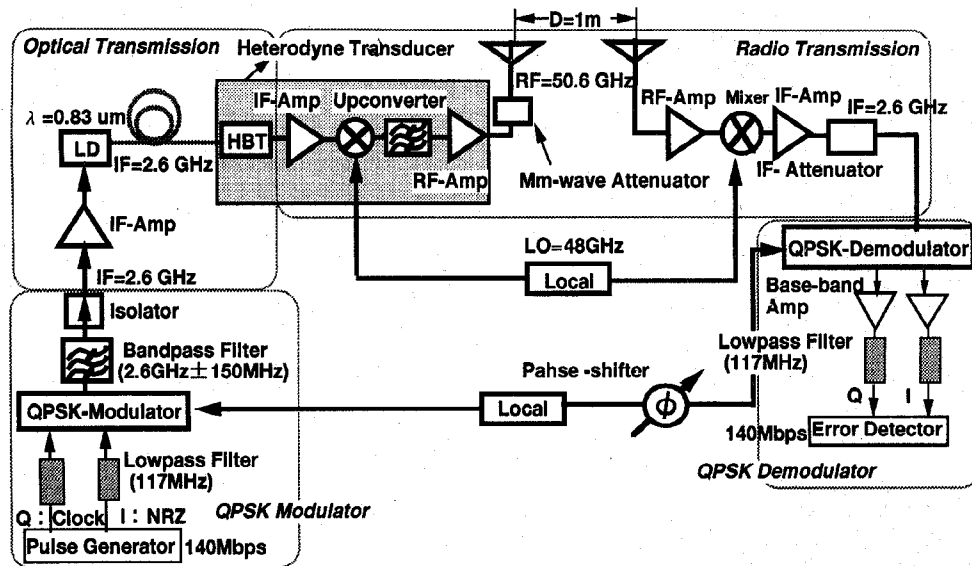 D=1m
Optical Transmission
Heterodyne Transducer
Radio Transmission
RF=50.6 GHz
IF-Amp
Upconverter
RF-Amp
Mixer
IF-Amp
IF=2.6 GHz
λ=0.83 um
LD
IF=2.6 GHz
HBT
RF-Amp
Mm-wave Attenuator
IF- Attenuator
IF-Amp
LO=48GHz
Local
QPSK-Demodulator
IF=2.6 GHz
Isolator
Base-band
Amp
Bandpass Filter
(2.6GHz±150MHz)
Lowpass Filter
(117MHz)
Pahse -shifter
QPSK-Modulator
Local
ϕ
Q
I
140Mbps
Error Detector
Lowpass Filter
(117MHz)
QPSK Demodulator
QPSK Modulator
Q : Clock
I : NRZ
Pulse Generator
140Mbps